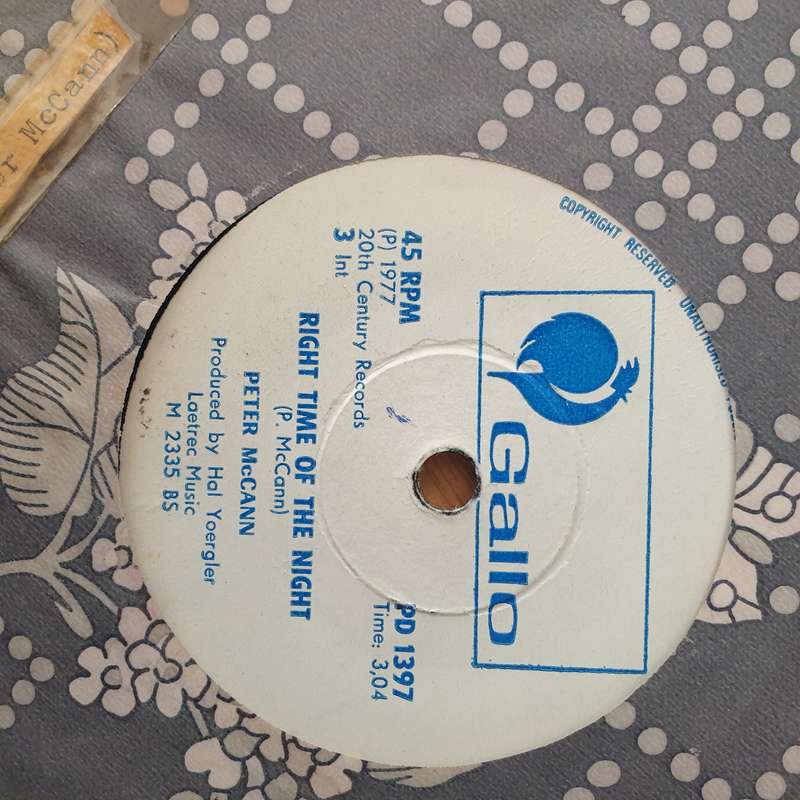 er McCann)
COPYRIGHT RESERVED, UNAUTHORISED
Gallo
45 RPM
(P) 1977
20th Century Records
3 Int
PD 1397
Time: 3,04
RIGHT TIME OF THE NIGHT
(P. McCann)
PETER McCANN
Produced by Hal Yoergler
Laetrec Music
M 2335 BS